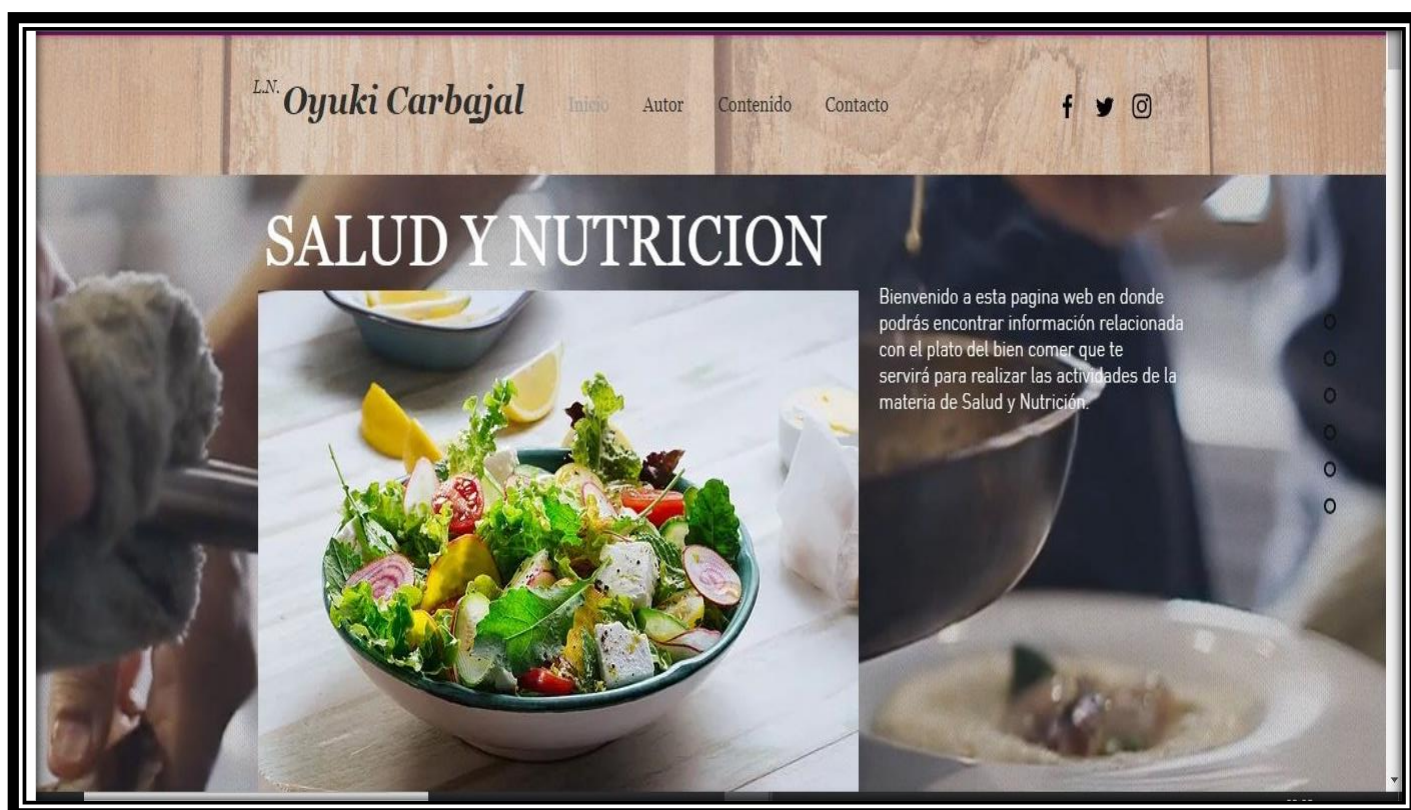 L.N. Oyuki Carbajal
Inicio Autor Contenido Contacto
SALUD Y NUTRICION
Bienvenido a esta pagina web en donde
podrás encontrar información relacionada
con el plato del bien comer que te
servirá para realizar las actividades de la
materia de Salud y Nutrición.